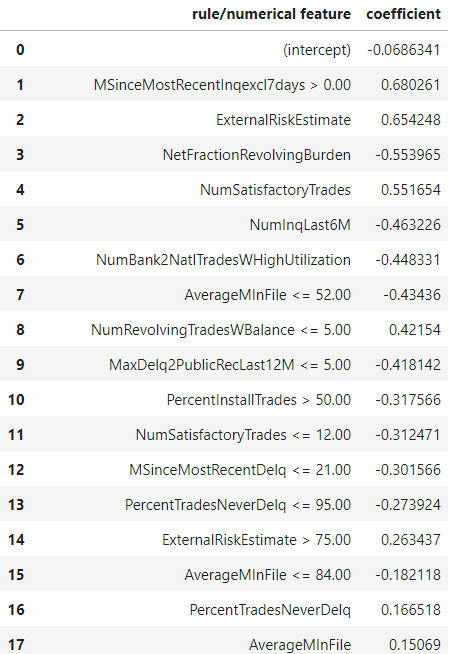 rule/numerical feature coefficient
0 (intercept) -0.0686341
1 MSinceMostRecentInqexcl7days > 0.00 0.680261
2 ExternalRiskEstimate 0.654248
3 NetFractionRevolvingBurden -0.553965
4 NumSatisfactoryTrades 0.551654
5 NumInqLast6M -0.463226
6 NumBank2NatlTradesWHighUtilization -0.448331
7 AverageMInFile <= 52.00 -0.43436
8 NumRevolvingTradesWBalance <= 5.00 0.42154
9 MaxDelq2PublicRecLast12M <= 5.00 -0.418142
10 PercentInstallTrades > 50.00 -0.317566
11 NumSatisfactoryTrades <= 12.00 -0.312471
12 MSinceMostRecentDelq <= 21.00 -0.301566
13 PercentTradesNeverDelq <= 95.00 -0.273924
14 ExternalRiskEstimate > 75.00 0.263437
15 AverageMInFile <= 84.00 -0.182118
16 PercentTradesNeverDelq 0.166518
17 AverageMInFile 0.15069